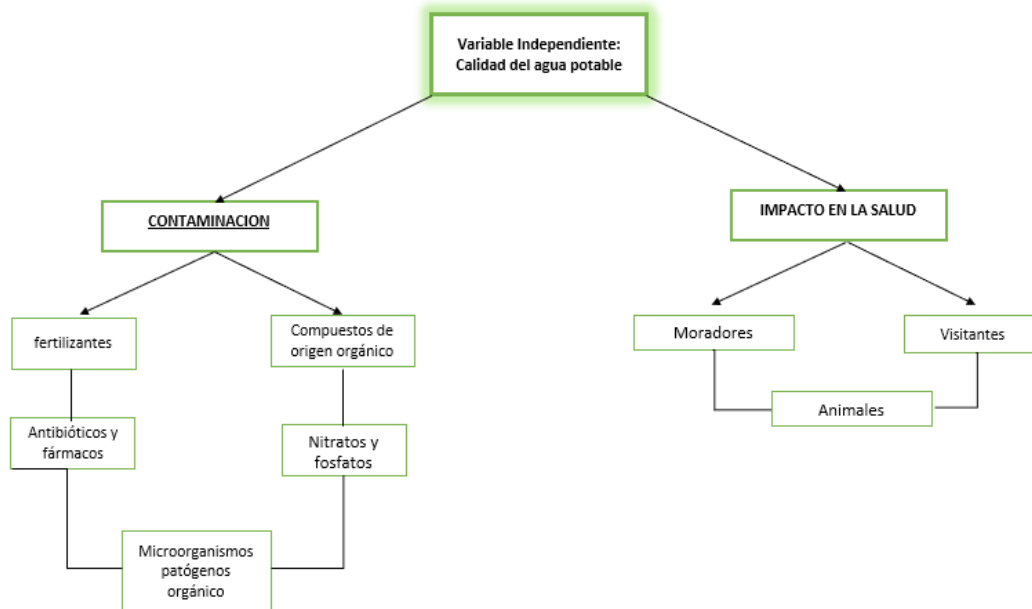 Variable Independiente:
Calidad del agua potable
CONTAMINACION
IMPACTO EN LA SALUD
fertilizantes
Compuestos de
origen orgánico
Moradores
Visitantes
Animales
Antibióticos y
fármacos
Nitratos y
fosfatos
Microorganismos
patógenos
orgánico